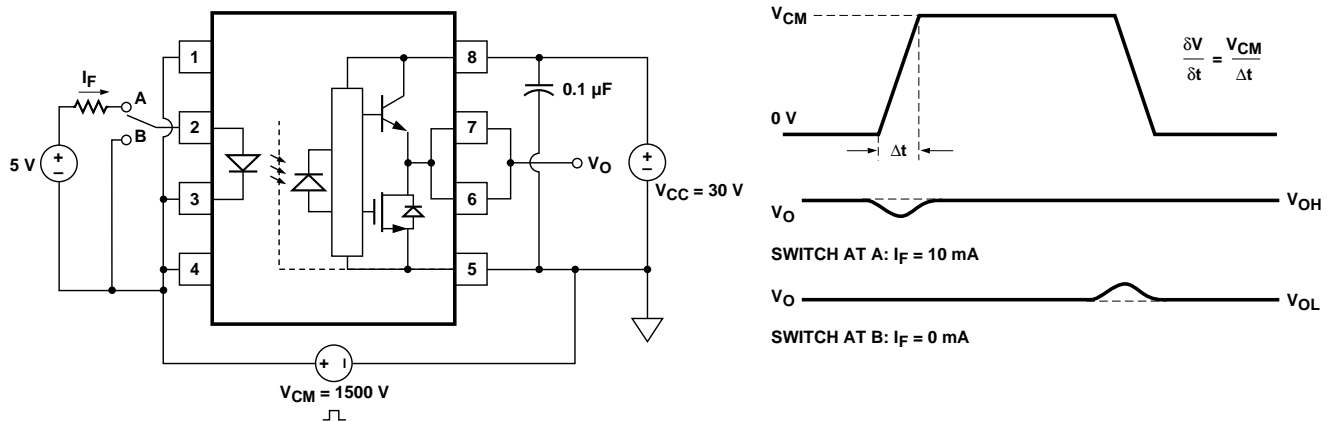 1
2
3
4
8
7
6
5
I_F
A
B
5 V
+
–
0.1 µF
V_O
+
–
V_CC = 30 V
+
–
V_CM = 1500 V
V_CM
0 V
Δt
δV/δt = V_CM/Δt
V_O
V_OH
SWITCH AT A: I_F = 10 mA
V_O
V_OL
SWITCH AT B: I_F = 0 mA